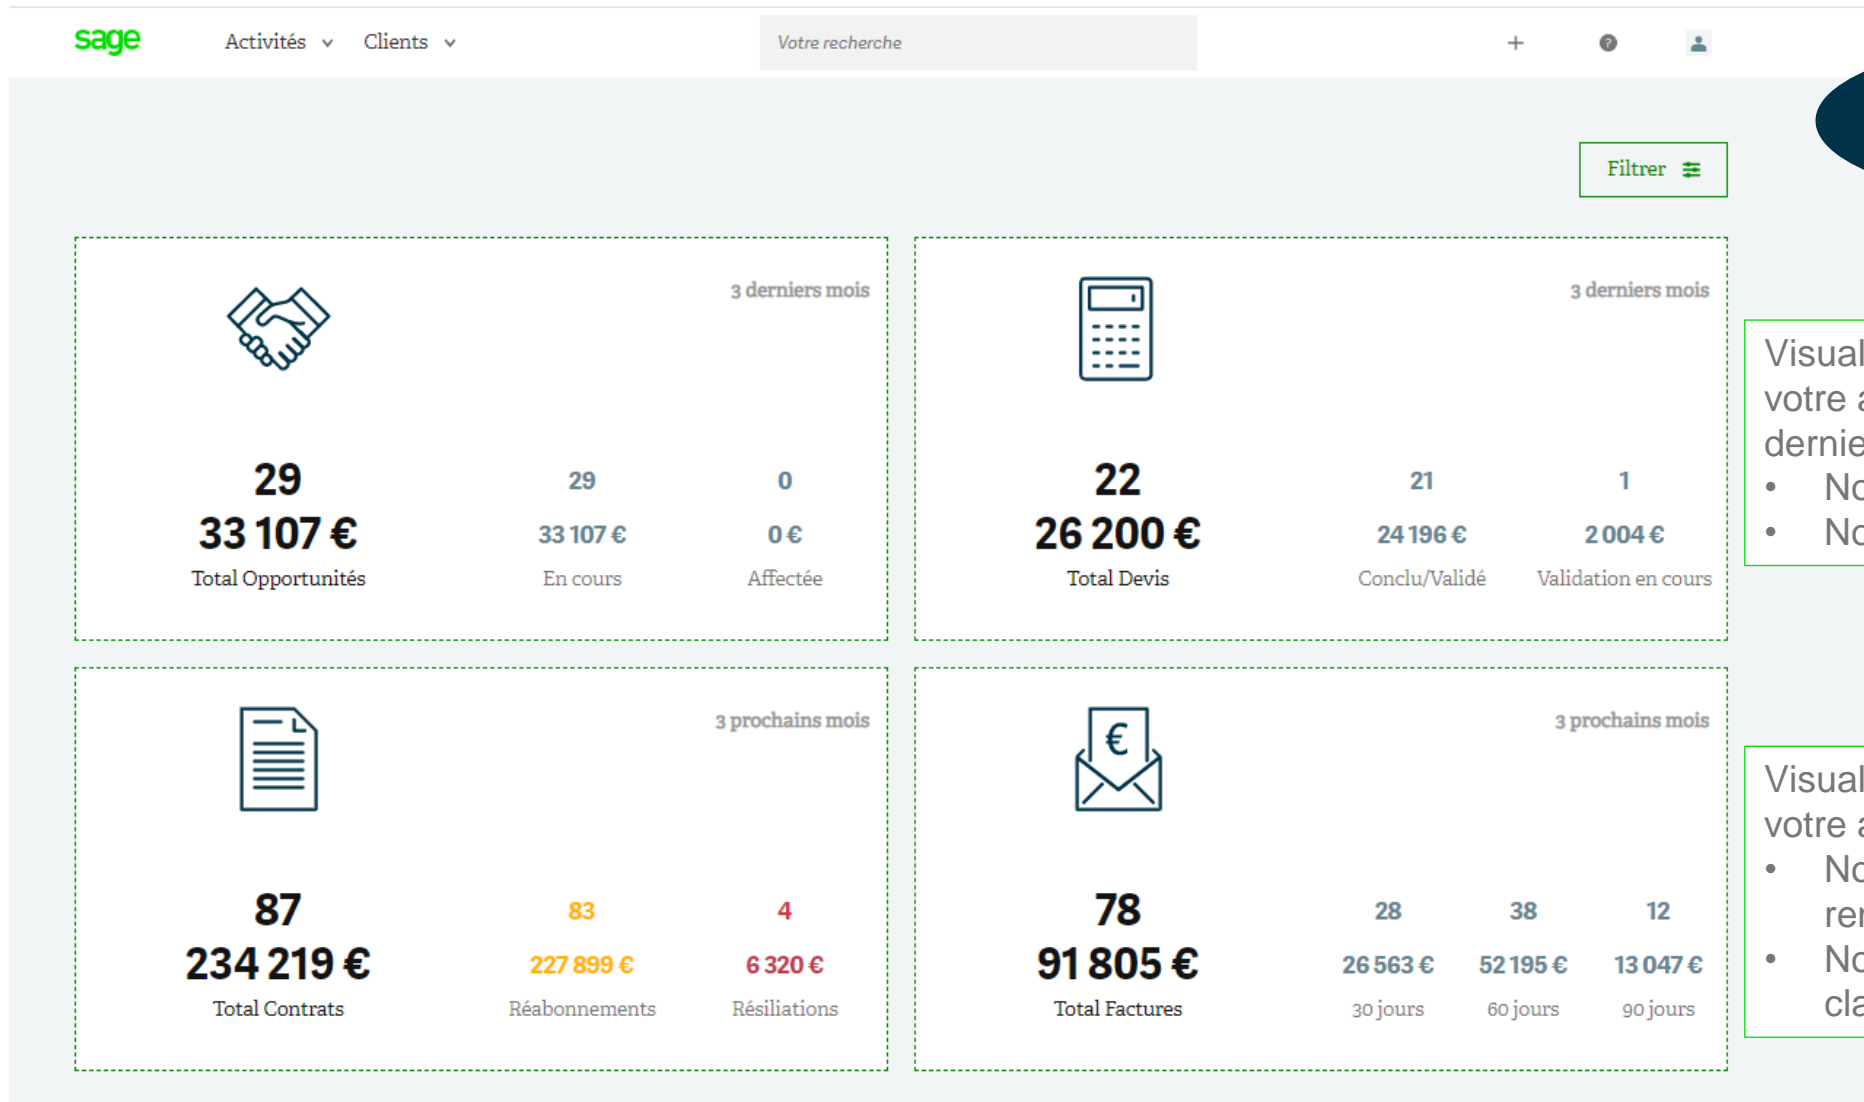 sage
Activités
Clients
Votre recherche
Filtrer
3 derniers mois
29
33 107 €
Total Opportunités
29
33 107 €
En cours
0
0 €
Affectée
3 derniers mois
22
26 200 €
Total Devis
21
24 196 €
Conclu/Validé
1
2 004 €
Validation en cours
votre
3 prochains mois
87
234 219 €
Total Contrats
83
227 899 €
Réabonnements
4
6 320 €
Résiliations
3 prochains mois
€
78
91 805 €
Total Factures
28
26 563 €
30 jours
38
52 195 €
60 jours
12
13 047 €
90 jours
votre